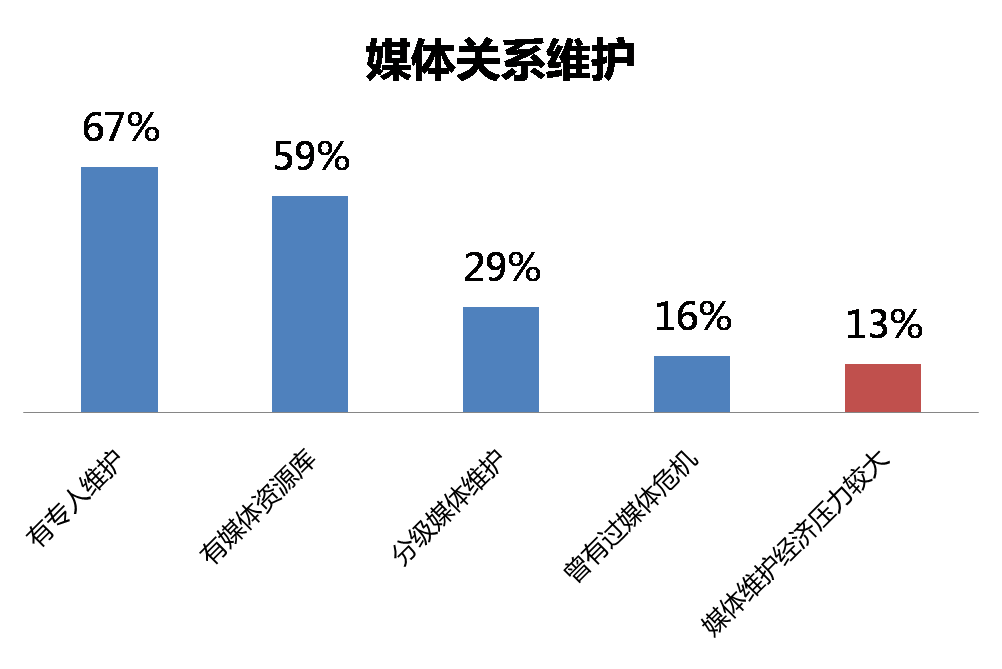 媒体关系维护
67%
59%
29%
16%
13%
有专人维护
有媒体资源库
分级媒体维护
曾有过媒体危机
媒体维护经济压力较大